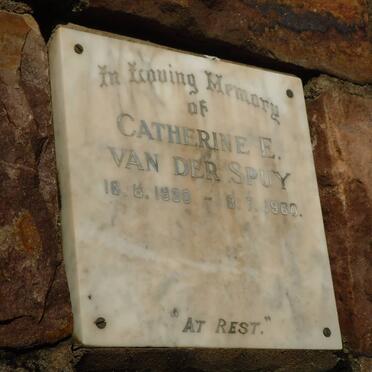 In Loving Memory
of
CATHERINE E.
VAN DER SPUY
"AT REST."